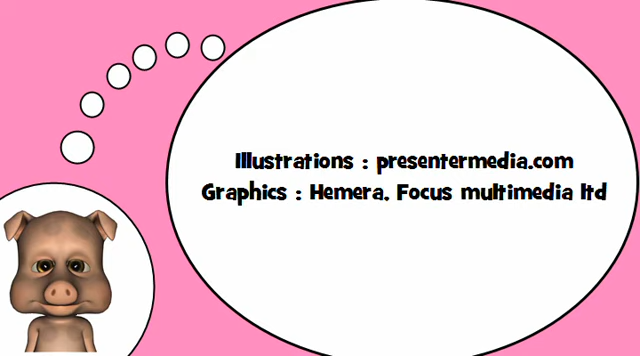 Illustrations : presentermedia.com
Graphics : Hemera, Focus multimedia ltd